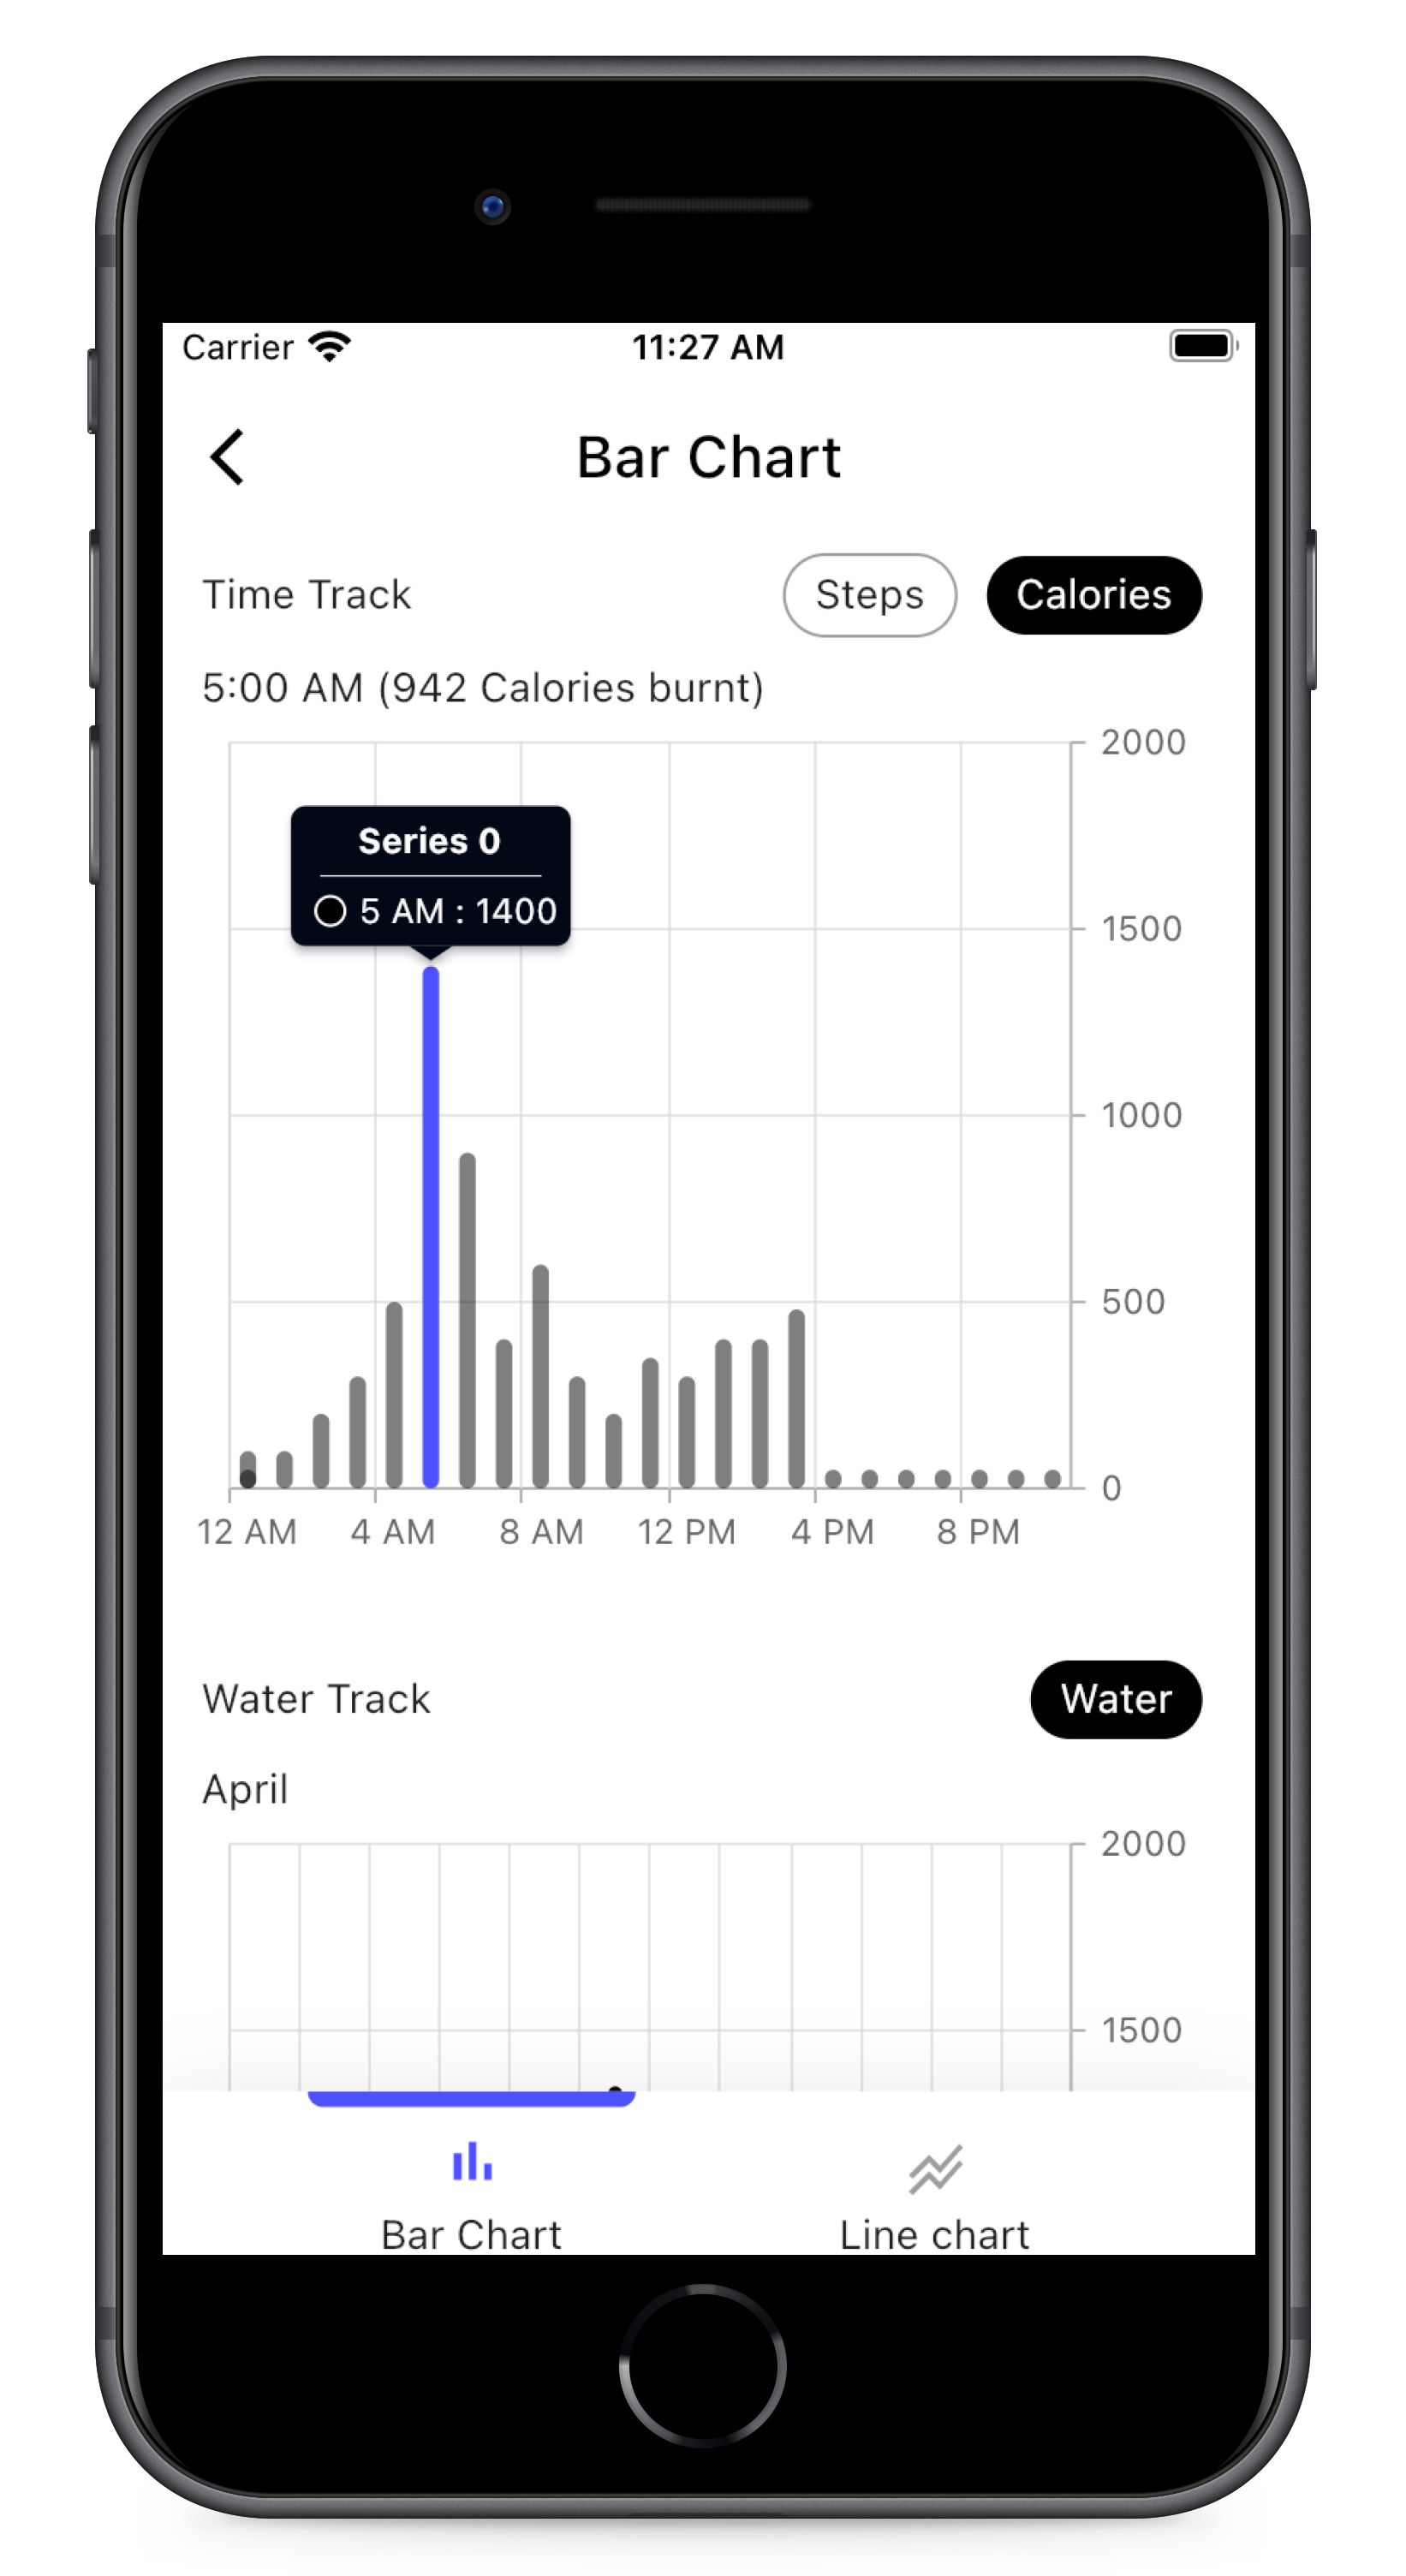 Carrier 11:27 AM
Bar Chart
Time Track Steps Calories
5:00 AM (942 Calories burnt)
2000
Series 0
5 AM : 1400
1500
1000
500
0
12 AM 4 AM 8 AM 12 PM 4 PM 8 PM
Water Track Water
April
2000
1500
Bar Chart Line chart